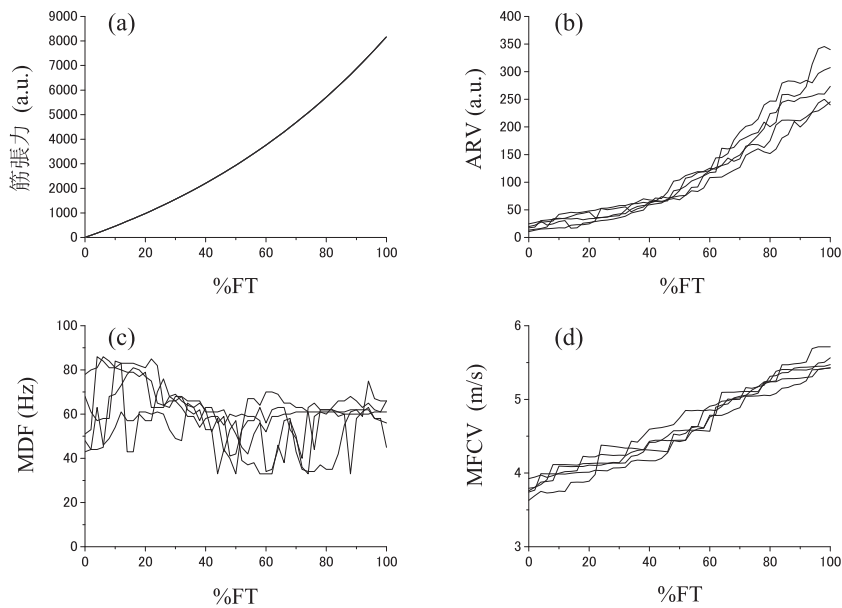 (a)
筋張力 (a.u.)
9000
8000
7000
6000
5000
4000
3000
2000
1000
0
0 20 40 60 80 100
%FT
(b)
ARV (a.u.)
400
350
300
250
200
150
100
50
0
0 20 40 60 80 100
%FT
(c)
MDF (Hz)
100
80
60
40
20
0
0 20 40 60 80 100
%FT
(d)
MFCV (m/s)
6
5
4
3
0 20 40 60 80 100
%FT